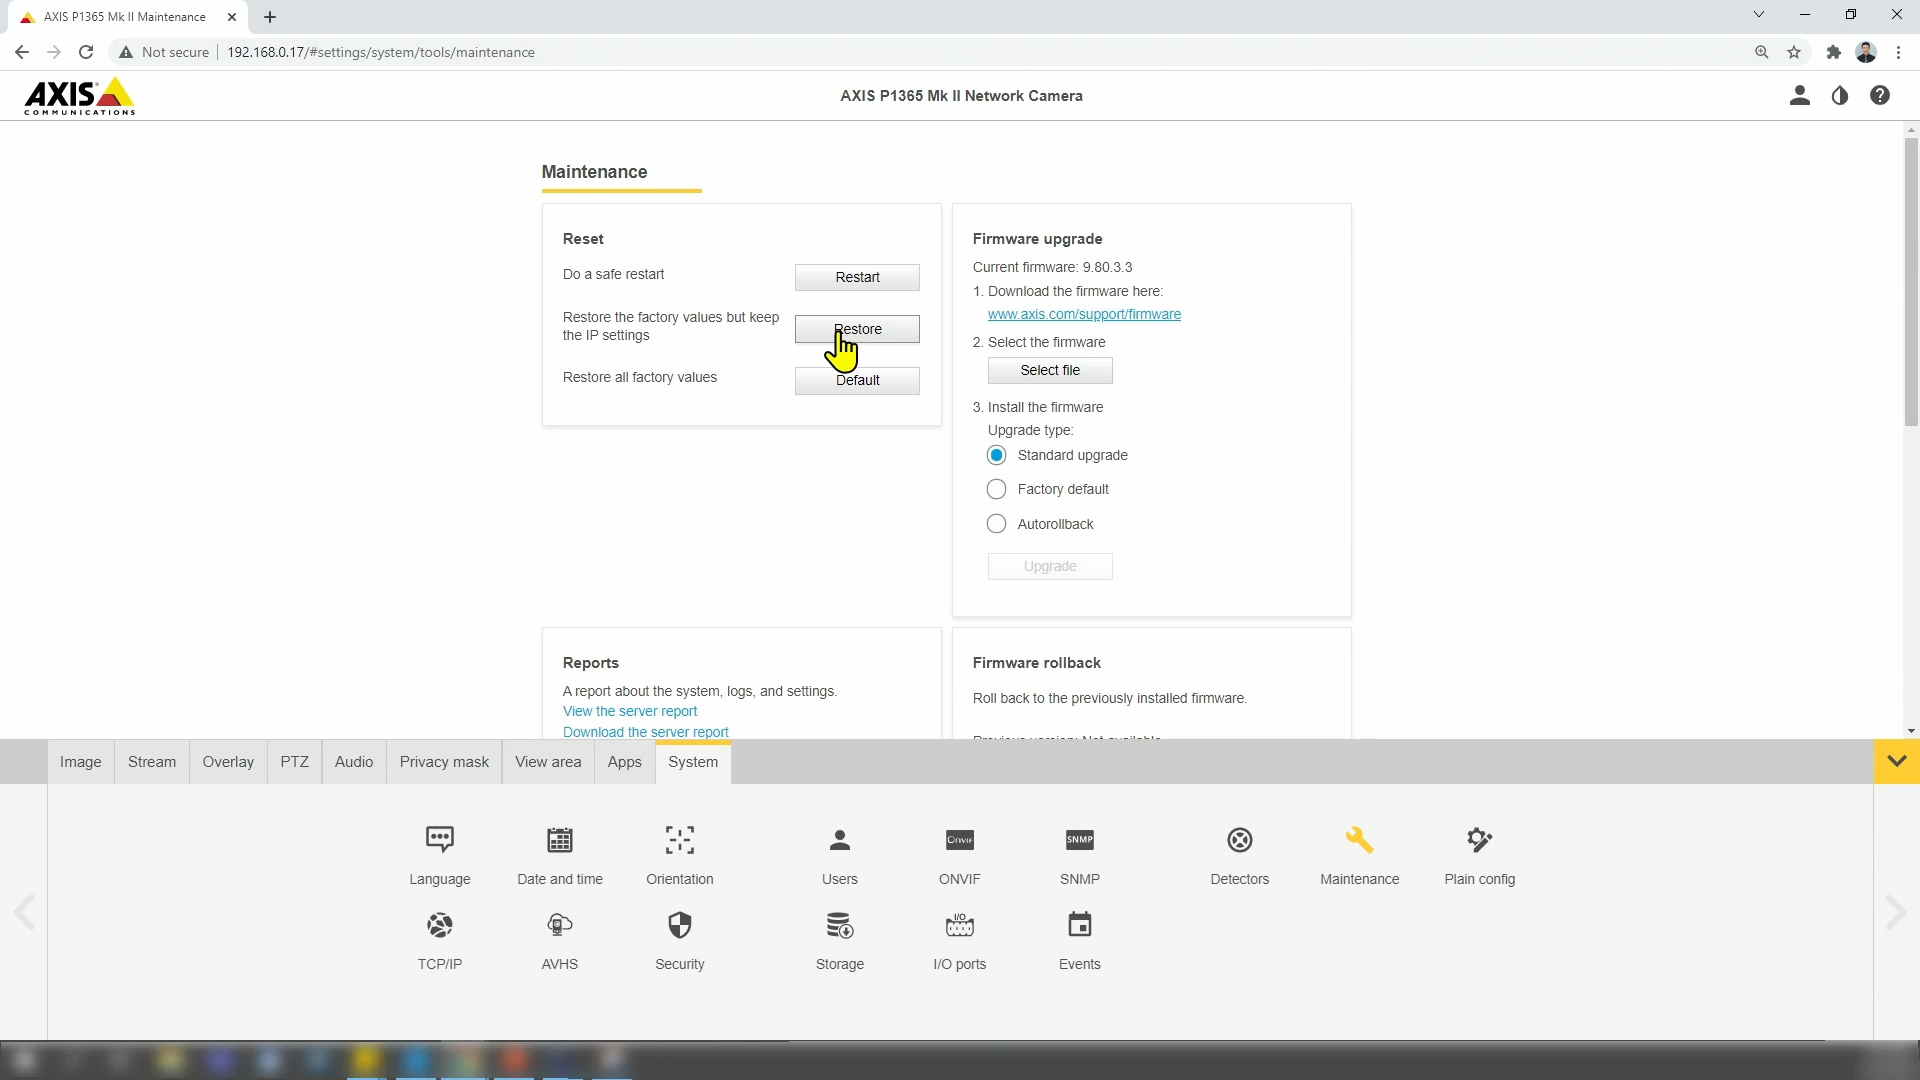 AXIS P1365 Mk II Maintenance
Not secure
192.168.0.17/#settings/system/tools/maintenance
AXIS
COMMUNICATIONS
AXIS P1365 Mk II Network Camera
Maintenance
Reset
Do a safe restart
Restart
Restore the factory values but keep
the IP settings
Restore
Restore all factory values
Default
Firmware upgrade
Current firmware: 9.80.3.3
1. Download the firmware here:
www.axis.com/support/firmware
2. Select the firmware
Select file
3. Install the firmware
Upgrade type:
Standard upgrade
Factory default
Autorollback
Upgrade
Reports
A report about the system, logs, and settings.
View the server report
Download the server report
Firmware rollback
Roll back to the previously installed firmware.
Previous version: Not available
Image
Stream
Overlay
PTZ
Audio
Privacy mask
View area
Apps
System
Language
Date and time
Orientation
Users
ONVIF
ONVIF
SNMP
SNMP
Detectors
Maintenance
Plain config
TCP/IP
AVHS
Security
Storage
I/O
I/O ports
Events